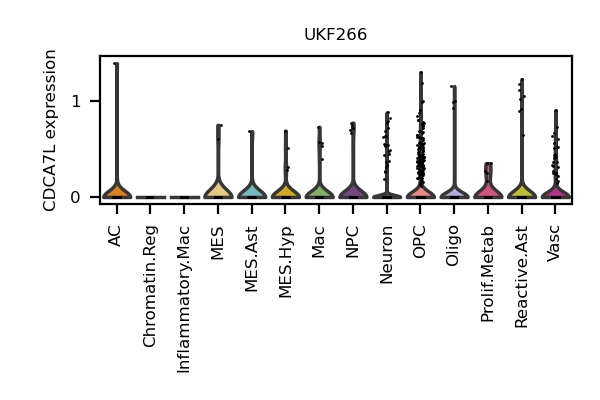 UKF266
CDCA7L expression
1
0
AC
Chromatin.Reg
Inflammatory.Mac
MES
MES.Ast
MES.Hyp
Mac
NPC
Neuron
OPC
Oligo
Prolif.Metab
Reactive.Ast
Vasc